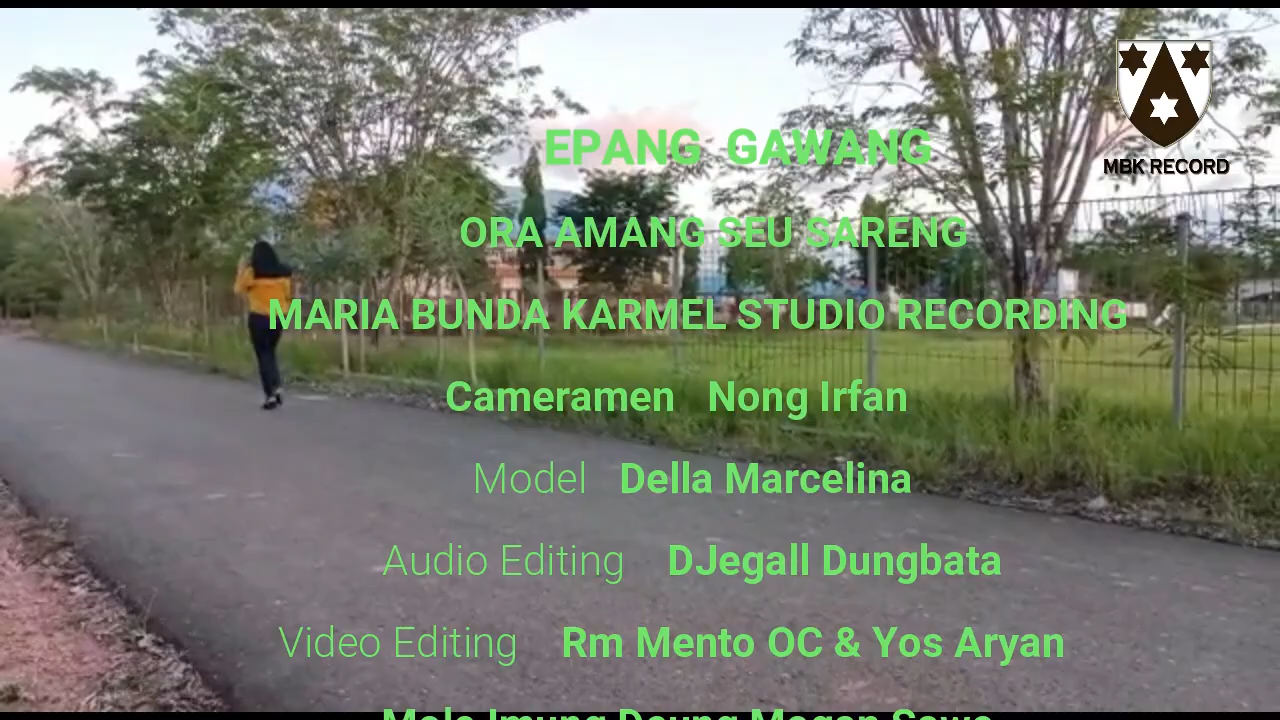 MBK RECORD
EPANG GAWANG
ORA AMANG SEU SARENG
MARIA BUNDA KARMEL STUDIO RECORDING
Cameramen Nong Irfan
Model Della Marcelina
Audio Editing DJegall Dungbata
Video Editing Rm Mento OC & Yos Aryan